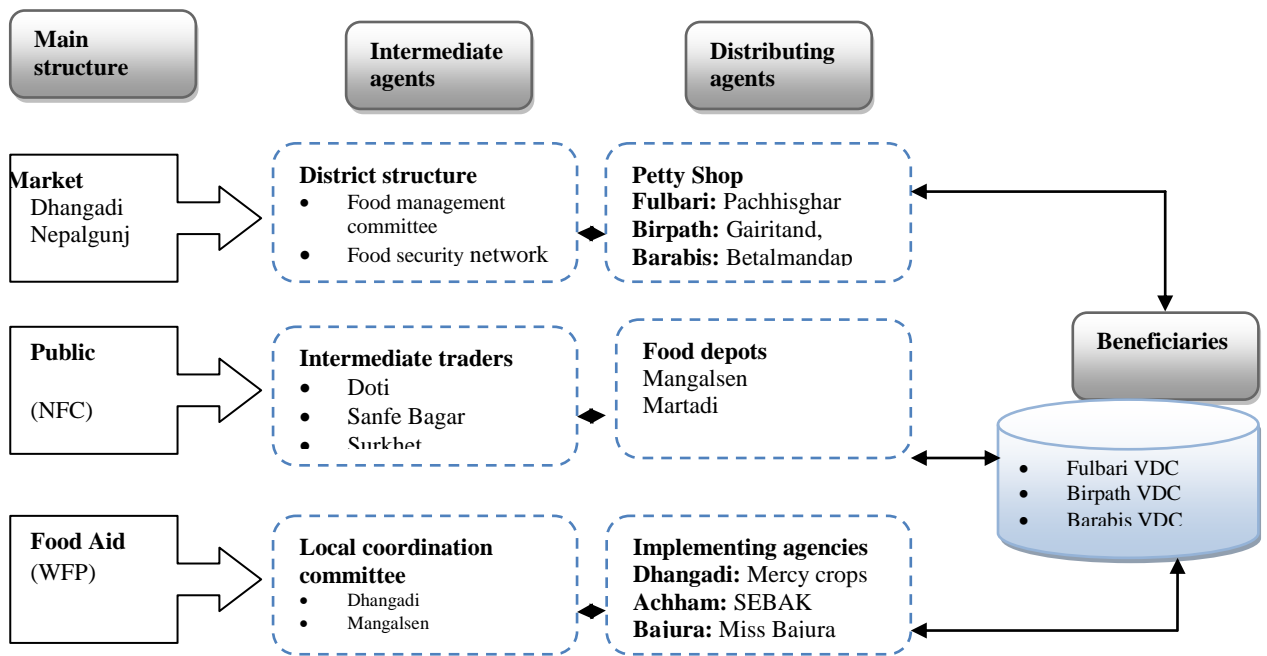 Main
structure
Intermediate
agents
Distributing
agents
Market
Dhangadi
Nepalgunj
District structure
• Food management
committee
• Food security network
Petty Shop
Fulbari: Pachhisghar
Birpath: Gairitand,
Barabis: Betalmandap
Public
(NFC)
Intermediate traders
• Doti
• Sanfe Bagar
• Surkhet
Food depots
Mangalsen
Martadi
Beneficiaries
• Fulbari VDC
• Birpath VDC
• Barabis VDC
Food Aid
(WFP)
Local coordination
committee
• Dhangadi
• Mangalsen
Implementing agencies
Dhangadi: Mercy crops
Achham: SEBAK
Bajura: Miss Bajura